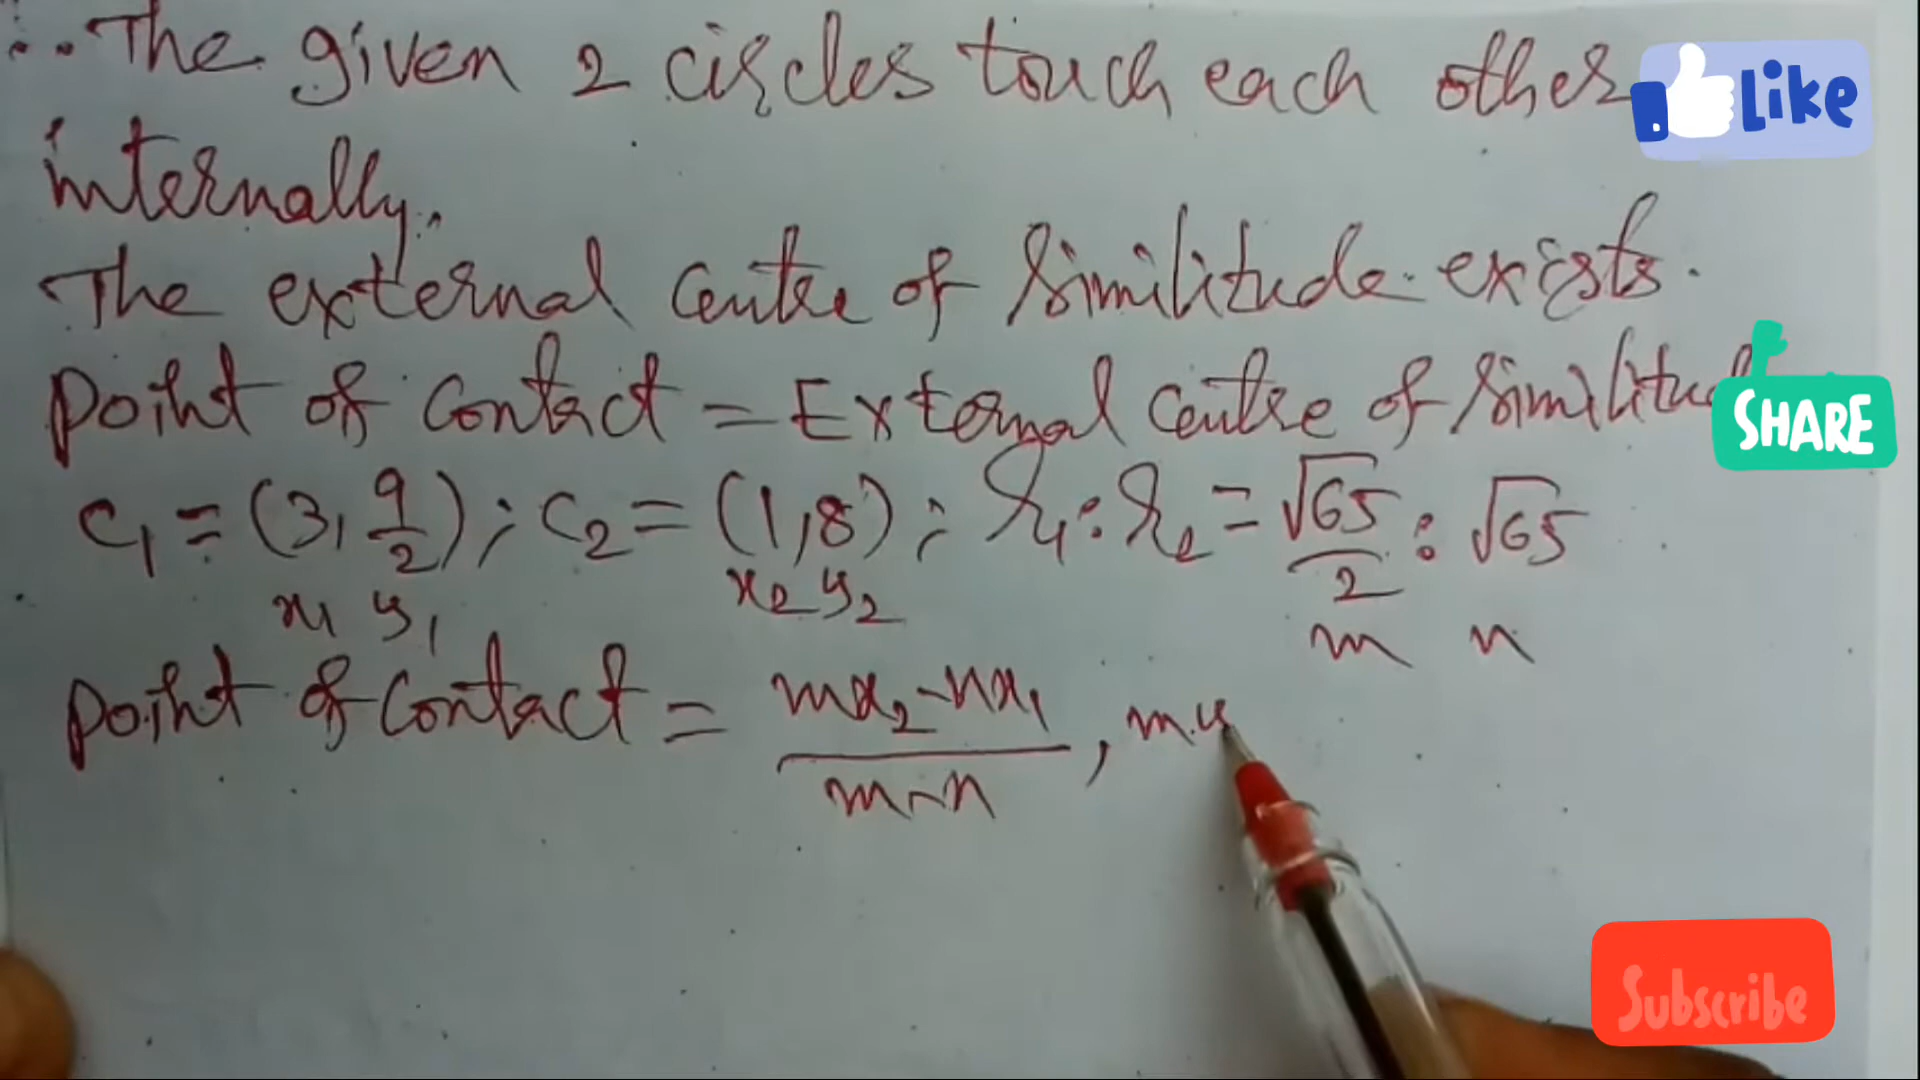 ∴ The given 2 circles touch each other
internally.
The external centre of similitude exists.
point of contact = External centre of similitud
C₁ = (3, 9/2); C₂ = (1, 8); r₁ : r₂ = √65/2 : √65
x₁ y₁ x₂ y₂ m n
point of contact = mx₂-nx₁/m-n , my
Like
SHARE
Subscribe